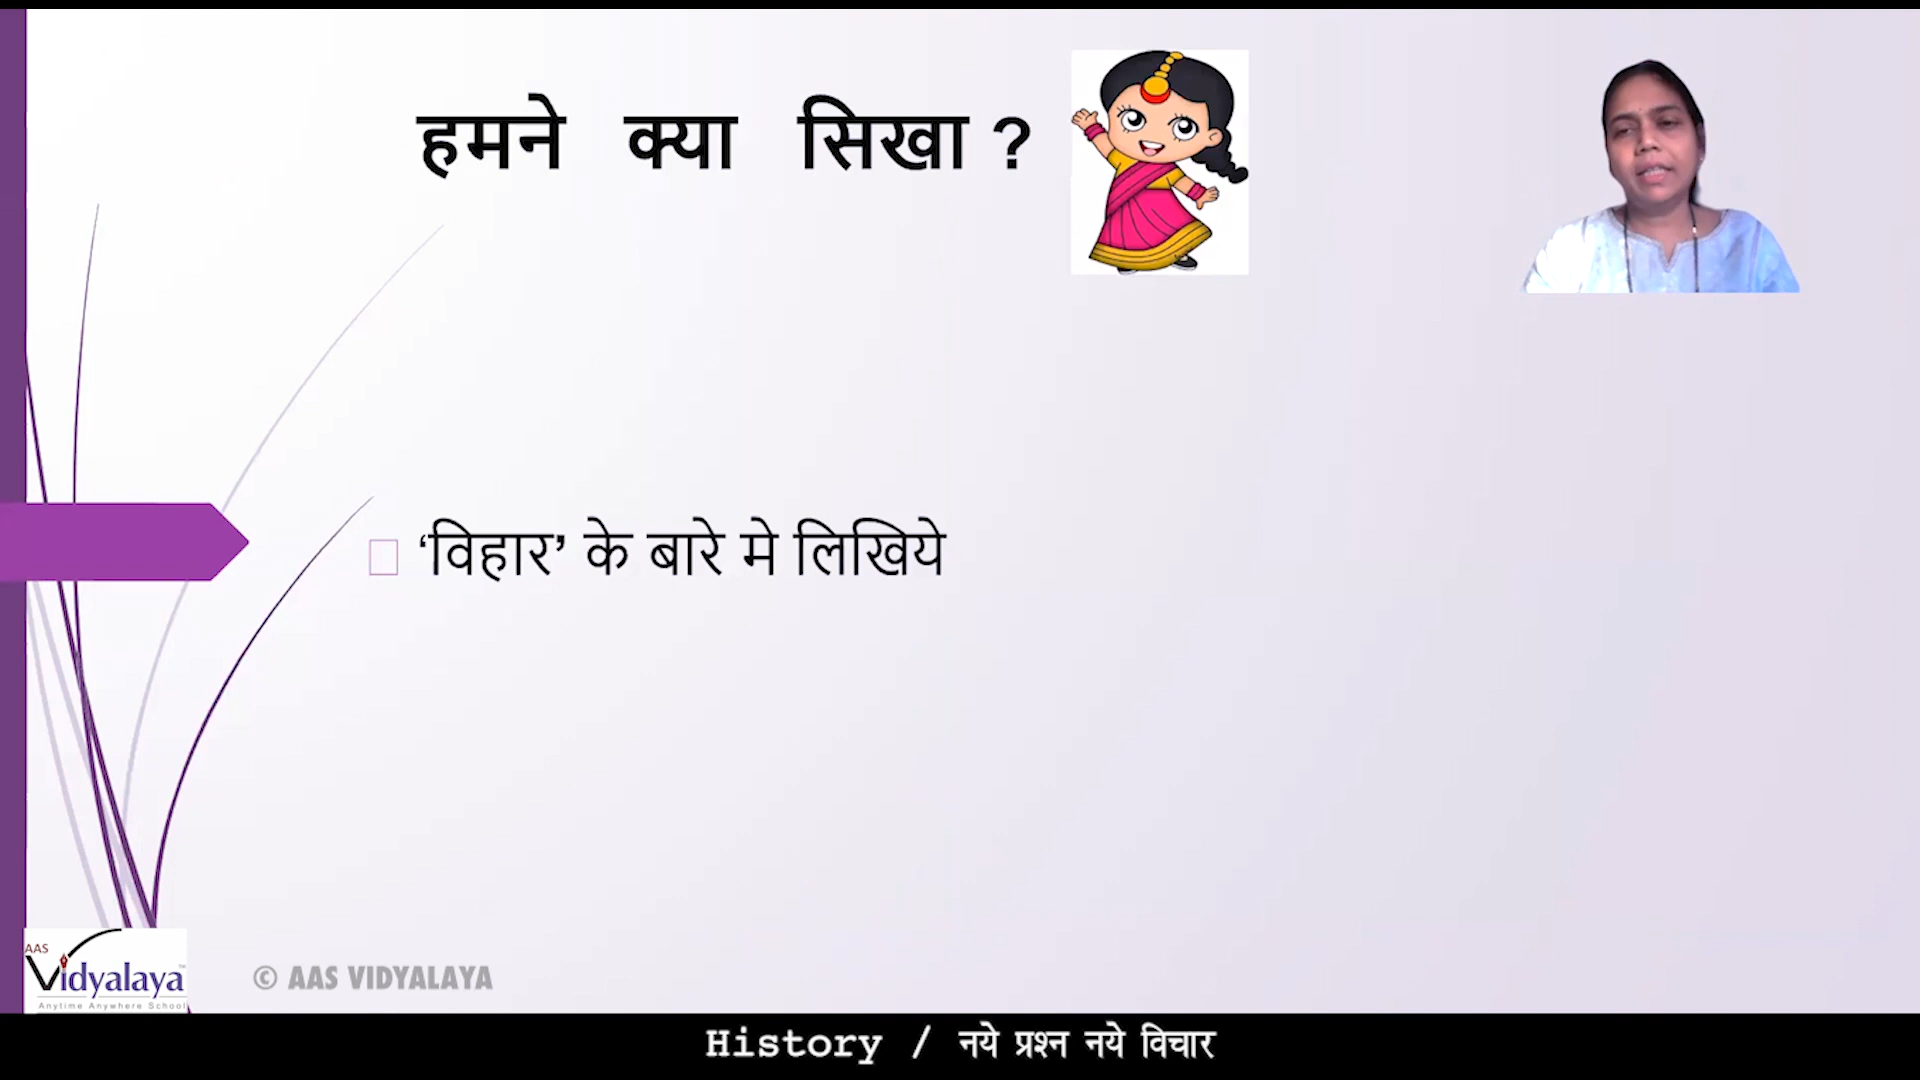 हमने क्या सिखा ?
‘विहार’ के बारे मे लिखिये
AAS
Vidyalaya
Anytime Anywhere School
© AAS VIDYALAYA
History / नये प्रश्न नये विचार